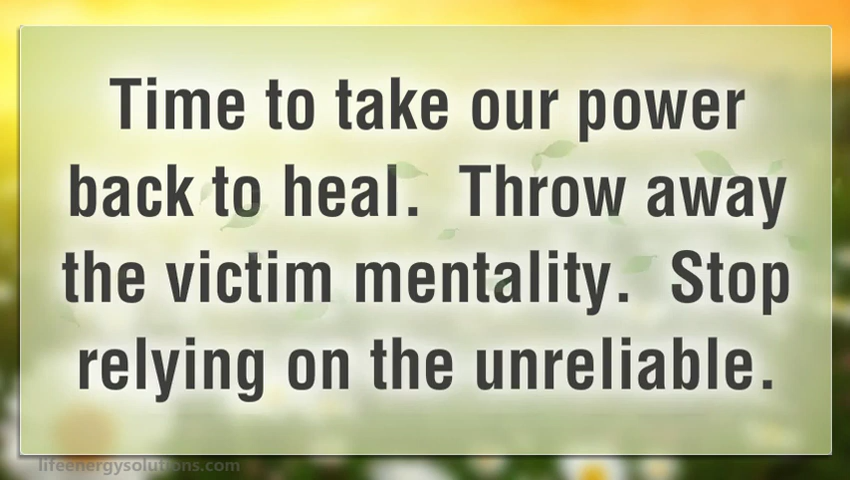 Time to take our power
back to heal.  Throw away
the victim mentality.  Stop
relying on the unreliable.
lifeenergysolutions.com